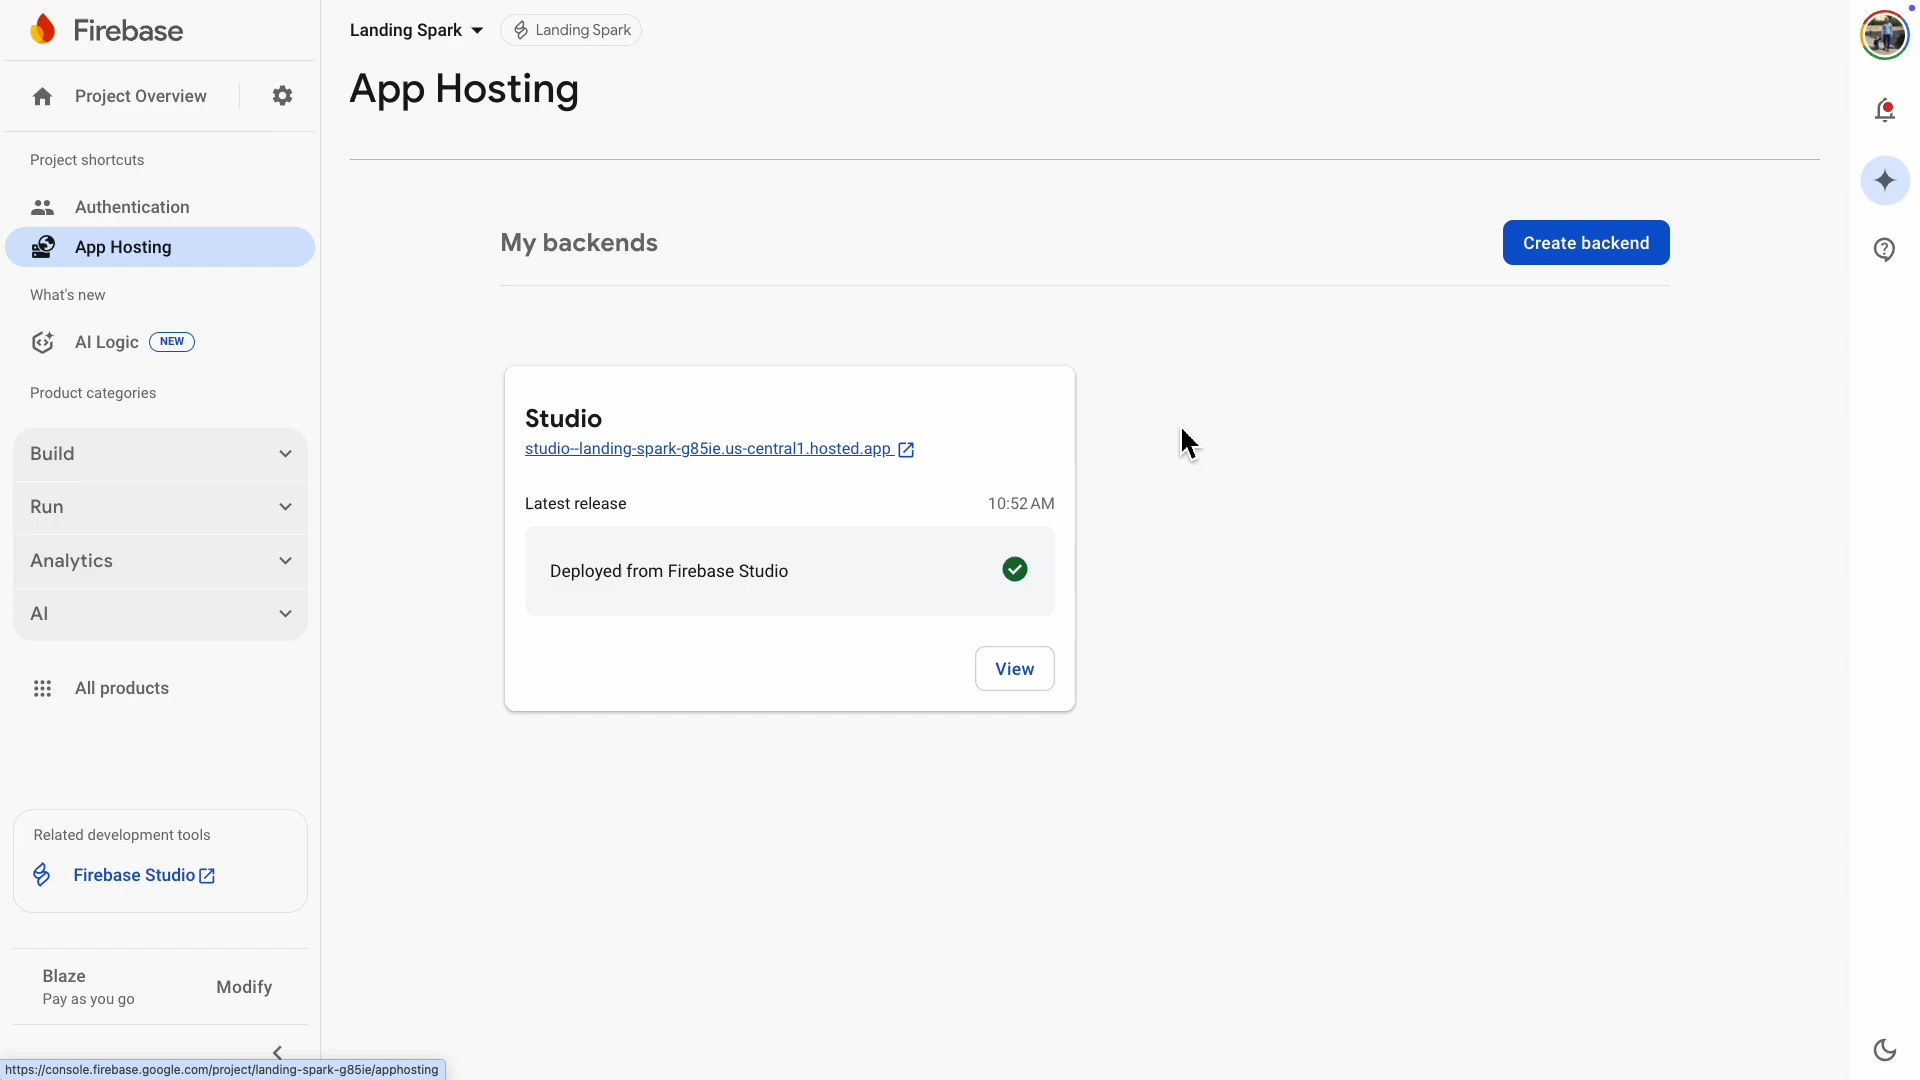 Firebase
Landing Spark
Landing Spark
App Hosting
Project Overview
Project shortcuts
Authentication
App Hosting
What's new
AI Logic NEW
Product categories
Build
Run
Analytics
AI
All products
Related development tools
Firebase Studio
Blaze
Pay as you go
Modify
My backends
Create backend
Studio
studio--landing-spark-g85ie.us-central1.hosted.app
Latest release 10:52 AM
Deployed from Firebase Studio
View
https://console.firebase.google.com/project/landing-spark-g85ie/apphosting